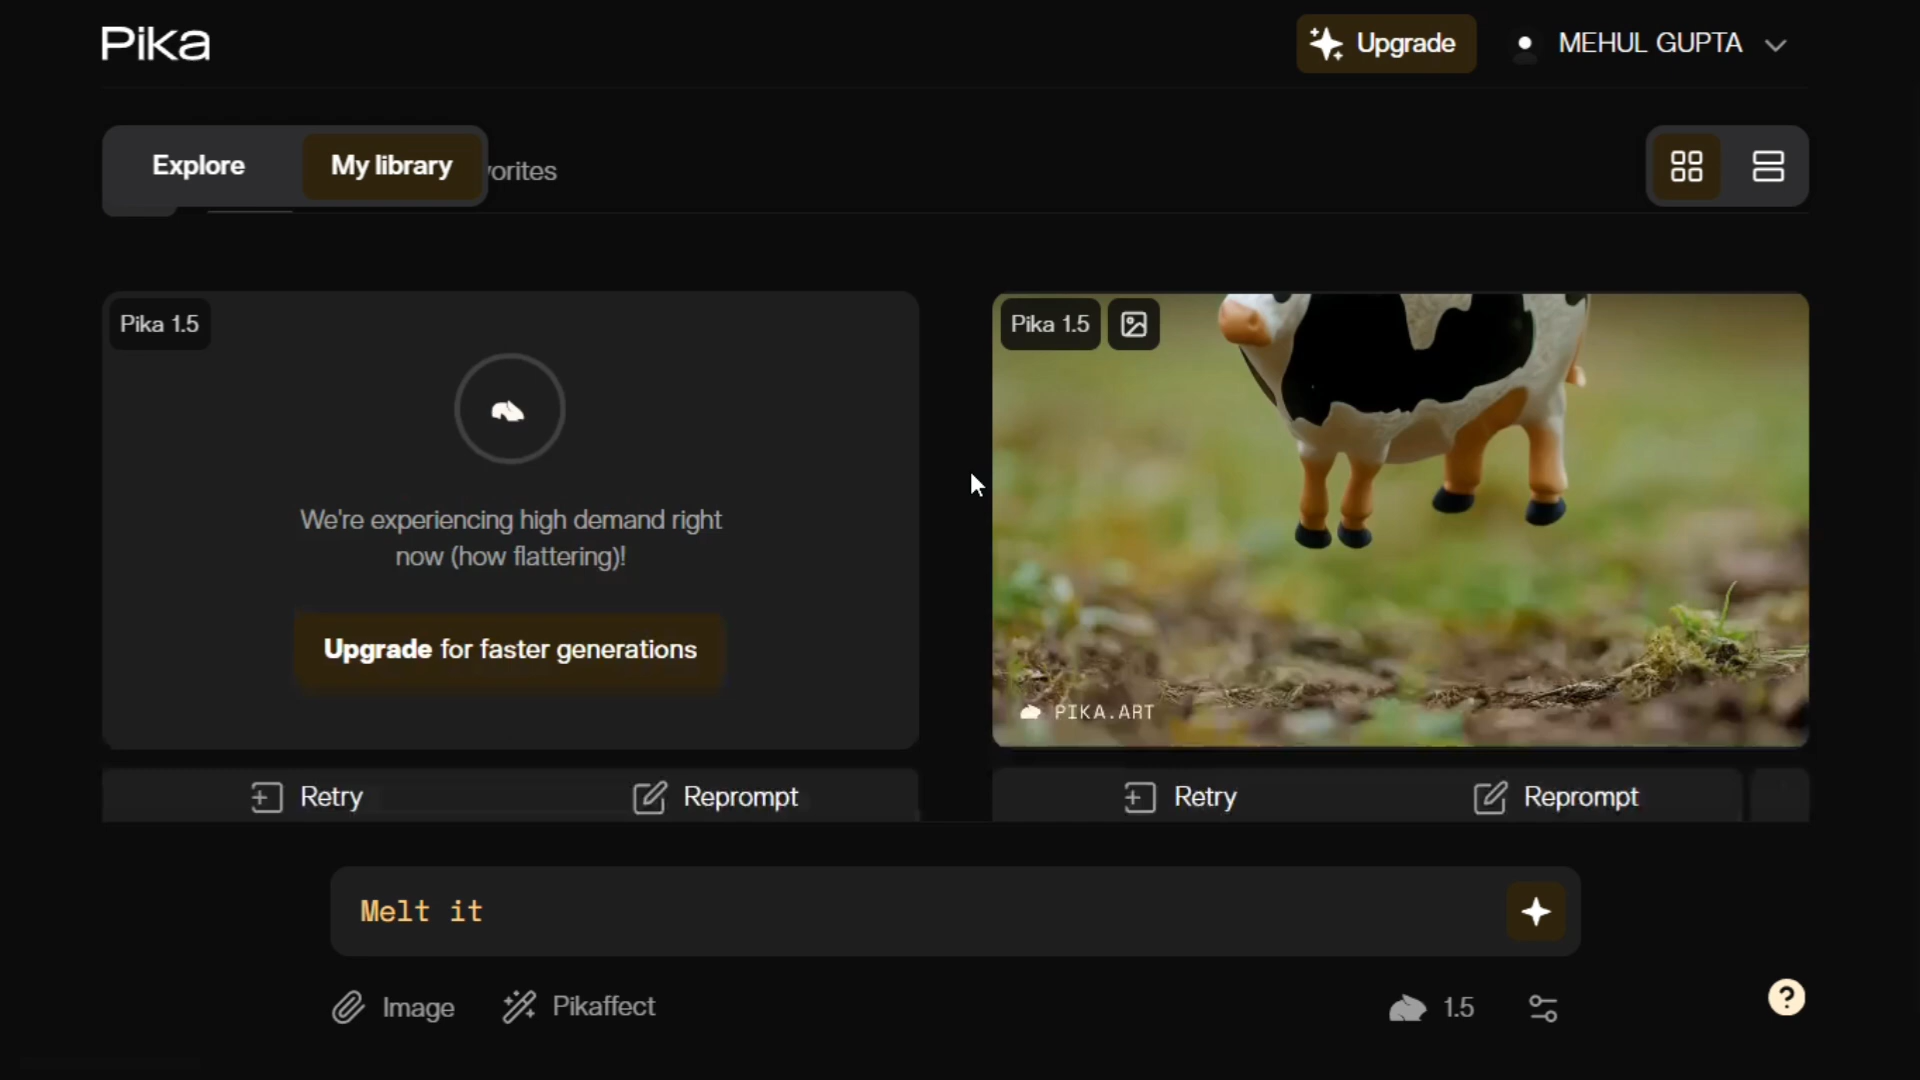 Pika
Upgrade
MEHUL GUPTA
Explore
My library
vorites
Pika 1.5
We're experiencing high demand right
now (how flattering)!
Upgrade for faster generations
Retry
Reprompt
Pika 1.5
PIKA.ART
Retry
Reprompt
Melt it
Image
Pikaffect
1.5
?